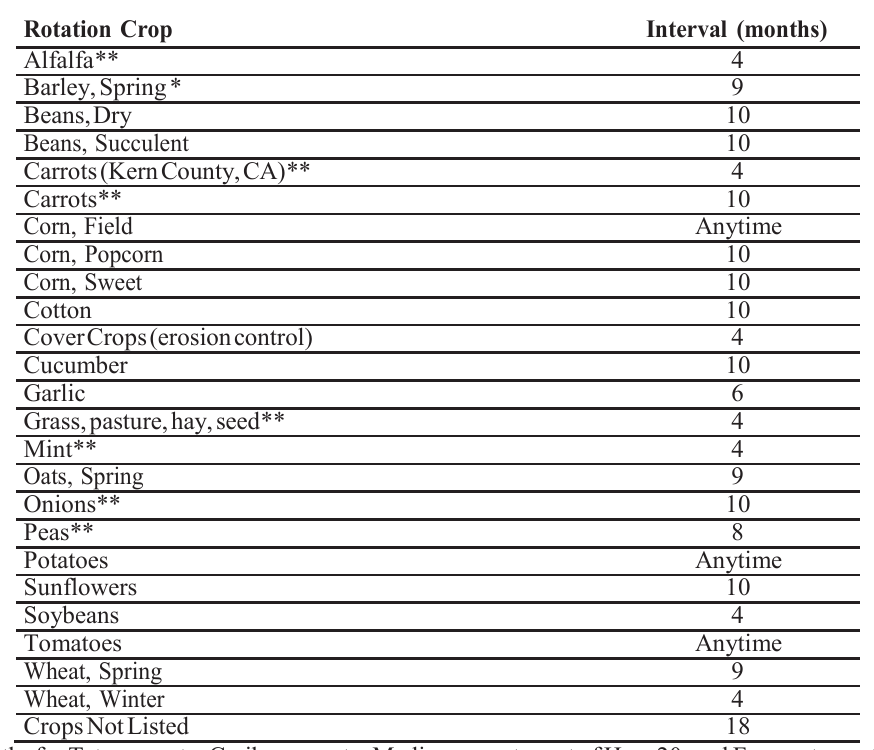 Rotation Crop Interval (months)
Alfalfa** 4
Barley, Spring* 9
Beans, Dry 10
Beans, Succulent 10
Carrots (Kern County, CA)** 4
Carrots** 10
Corn, Field Anytime
Corn, Popcorn 10
Corn, Sweet 10
Cotton 10
Cover Crops (erosion control) 4
Cucumber 10
Garlic 6
Grass, pasture, hay, seed** 4
Mint** 4
Oats, Spring 9
Onions** 10
Peas** 8
Potatoes Anytime
Sunflowers 10
Soybeans 4
Tomatoes Anytime
Wheat, Spring 9
Wheat, Winter 4
Crops Not Listed 18